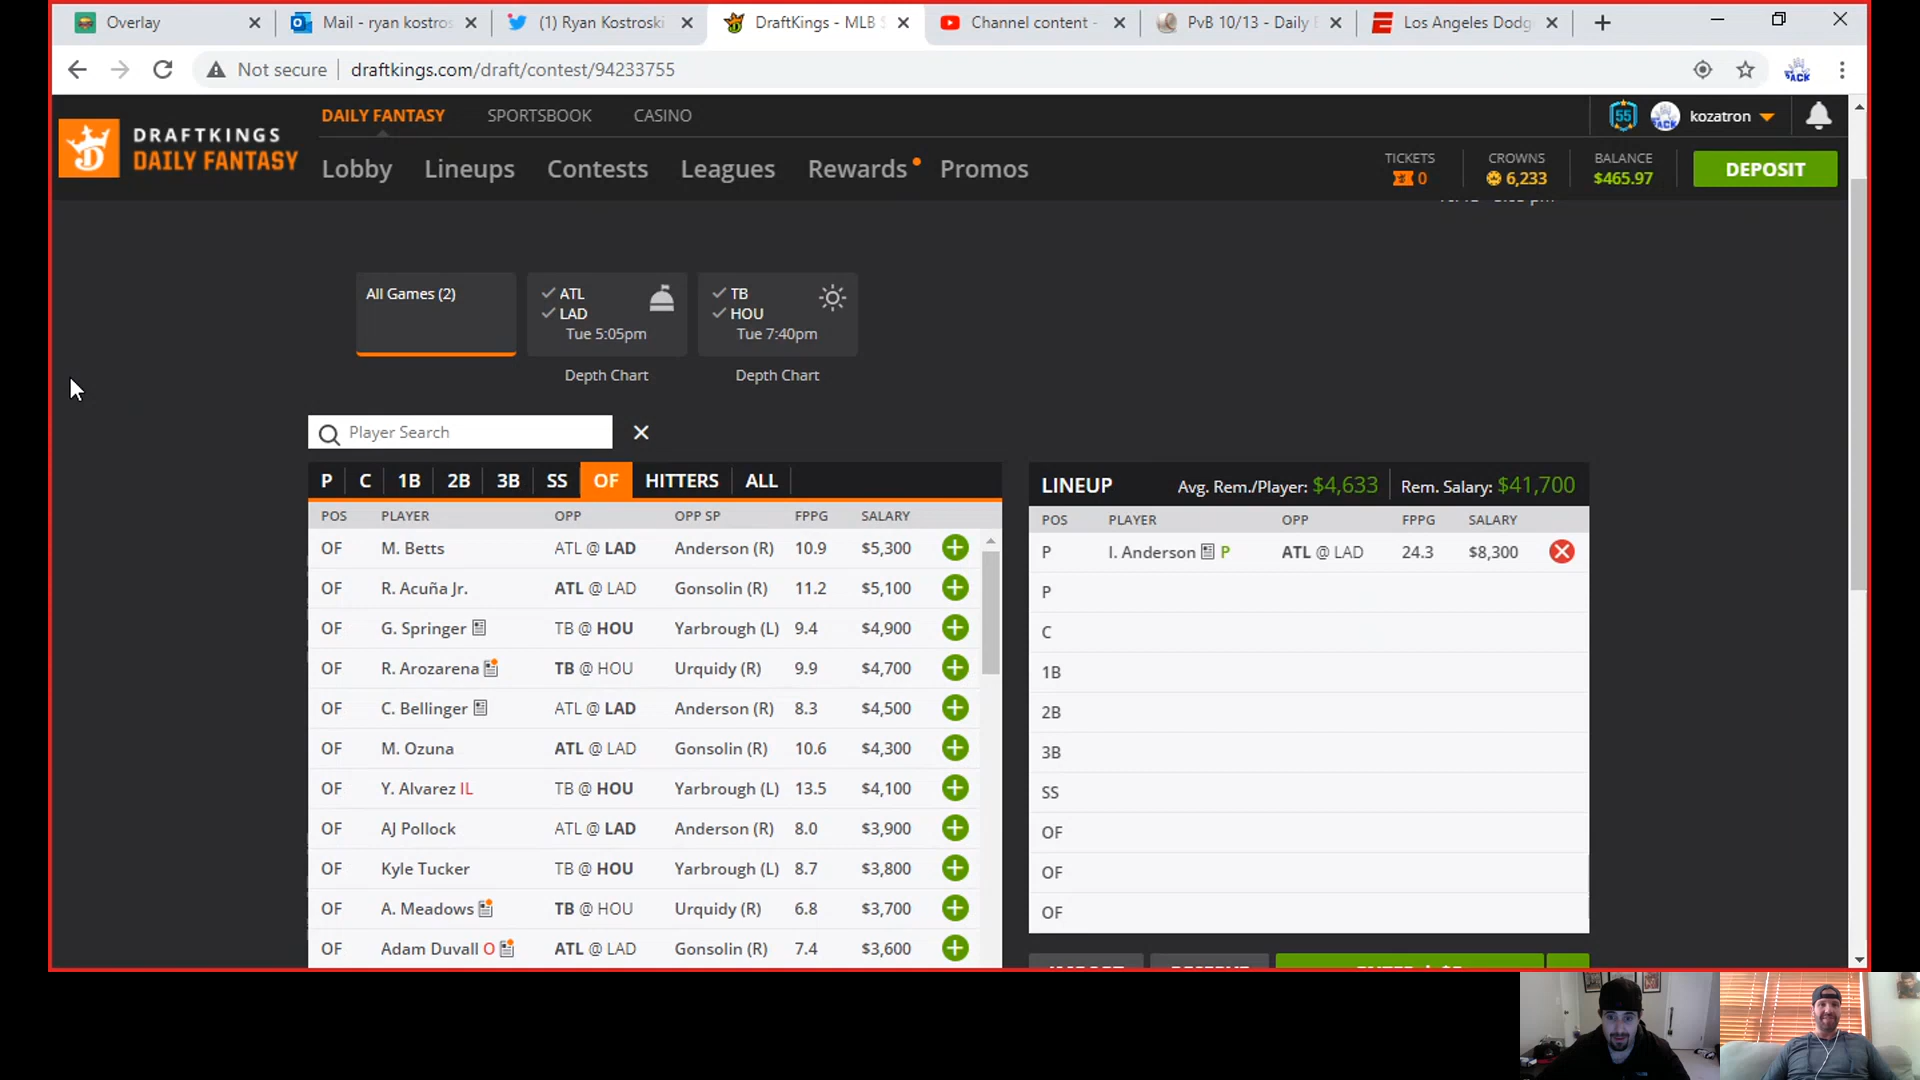 Overlay
Mail - ryan kostros
(1) Ryan Kostroski
DraftKings - MLB
Channel content -
PvB 10/13 - Daily
Los Angeles Dodg
Not secure
draftkings.com/draft/contest/94233755
DRAFTKINGS
DAILY FANTASY
DAILY FANTASY
SPORTSBOOK
CASINO
55
kozatron
Lobby
Lineups
Contests
Leagues
Rewards
Promos
TICKETS
0
CROWNS
6,233
BALANCE
$465.97
DEPOSIT
All Games (2)
ATL
LAD
Tue 5:05pm
TB
HOU
Tue 7:40pm
Depth Chart
Depth Chart
Player Search
P C 1B 2B 3B SS OF HITTERS ALL
POS PLAYER OPP OPP SP FPPG SALARY
OF M. Betts ATL @ LAD Anderson (R) 10.9 $5,300
OF R. Acuña Jr. ATL @ LAD Gonsolin (R) 11.2 $5,100
OF G. Springer TB @ HOU Yarbrough (L) 9.4 $4,900
OF R. Arozarena TB @ HOU Urquidy (R) 9.9 $4,700
OF C. Bellinger ATL @ LAD Anderson (R) 8.3 $4,500
OF M. Ozuna ATL @ LAD Gonsolin (R) 10.6 $4,300
OF Y. Alvarez IL TB @ HOU Yarbrough (L) 13.5 $4,100
OF AJ Pollock ATL @ LAD Anderson (R) 8.0 $3,900
OF Kyle Tucker TB @ HOU Yarbrough (L) 8.7 $3,800
OF A. Meadows TB @ HOU Urquidy (R) 6.8 $3,700
OF Adam Duvall O ATL @ LAD Gonsolin (R) 7.4 $3,600
LINEUP Avg. Rem./Player: $4,633 Rem. Salary: $41,700
POS PLAYER OPP FPPG SALARY
P I. Anderson P ATL @ LAD 24.3 $8,300
P
C
1B
2B
3B
SS
OF
OF
OF